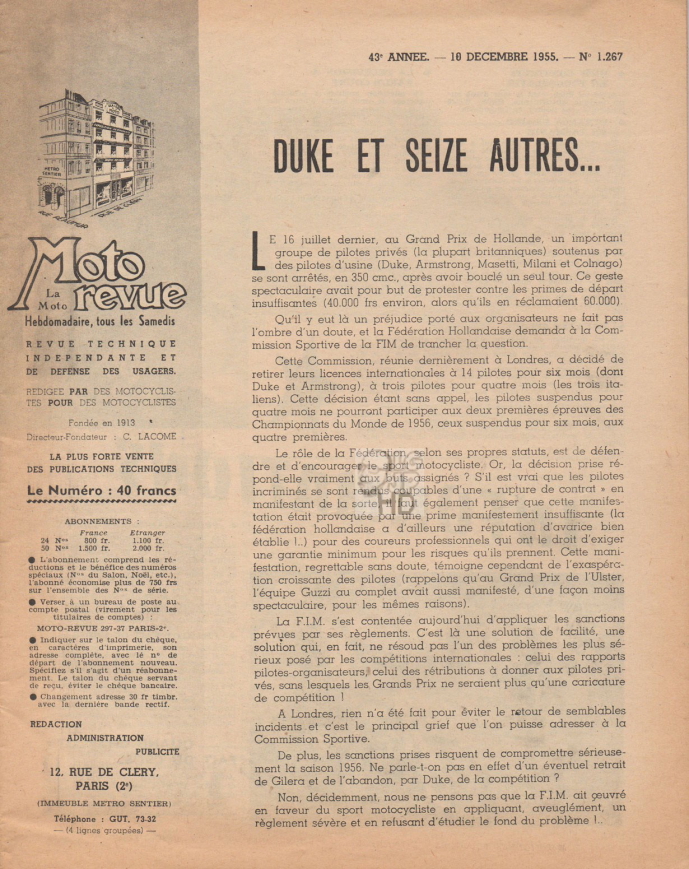 43e ANNEE. — 10 DECEMBRE 1955. — No 1.267
DUKE ET SEIZE AUTRES...
LE 16 juillet dernier, au Grand Prix de Hollande, un important
groupe de pilotes privés (la plupart britanniques) soutenus par
des pilotes d'usine (Duke, Armstrong, Masetti, Milani et Colnago)
se sont arrêtés, en 350 cmc., après avoir bouclé un seul tour. Ce geste
spectaculaire avait pour but de protester contre les primes de départ
insuffisantes (40.000 frs environ, alors qu'ils en réclamaient 60.000).
Qu'il y eut là un préjudice porté aux organisateurs ne fait pas
l'ombre d'un doute, et la Fédération Hollandaise demanda à la Com-
mission Sportive de la FIM de trancher la question.
Cette Commission, réunie dernièrement à Londres, a décidé de
retirer leurs licences internationales à 14 pilotes pour six mois (dont
Duke et Armstrong), à trois pilotes pour quatre mois (les trois ita-
liens). Cette décision étant sans appel, les pilotes suspendus pour
quatre mois ne pourront participer aux deux premières épreuves des
Championnats du Monde de 1956, ceux suspendus pour six mois, aux
quatre premières.
Le rôle de la Fédération, selon ses propres statuts, est de défen-
dre et d'encourager le sport motocycliste. Or, la décision prise ré-
pond-elle vraiment aux buts assignés ? S'il est vrai que les pilotes
incriminés se sont rendus coupables d'une « rupture de contrat » en
manifestant de la sorte, il faut également penser que cette manifes-
tation était provoquée par une prime manifestement insuffisante (la
fédération hollandaise a d'ailleurs une réputation d'avarice bien
établie !..) pour des coureurs professionnels qui ont le droit d'exiger
une garantie minimum pour les risques qu'ils prennent. Cette mani-
festation, regrettable sans doute, témoigne cependant de l'exaspéra-
tion croissante des pilotes (rappelons qu'au Grand Prix de l'Ulster,
l'équipe Guzzi au complet avait aussi manifesté, d'une façon moins
spectaculaire, pour les mêmes raisons).
La F.I.M. s'est contentée aujourd'hui d'appliquer les sanctions
prévues par ses règlements. C'est là une solution de facilité, une
solution qui, en fait, ne résoud pas l'un des problèmes les plus sé-
rieux posé par les compétitions internationales : celui des rapports
pilotes-organisateurs, celui des rétributions à donner aux pilotes pri-
vés, sans lesquels les Grands Prix ne seraient plus qu'une caricature
de compétition !
A Londres, rien n'a été fait pour éviter le retour de semblables
incidents et c'est le principal grief que l'on puisse adresser à la
Commission Sportive.
De plus, les sanctions prises risquent de compromettre sérieuse-
ment la saison 1956. Ne parle-t-on pas en effet d'un éventuel retrait
de Gilera et de l'abandon, par Duke, de la compétition ?
Non, décidemment, nous ne pensons pas que la F.I.M. ait œuvré
en faveur du sport motocycliste en appliquant, aveuglément, un
règlement sévère et en refusant d'étudier le fond du problème !..
METRO
SENTIER
RUE DE CLERY
Moto
La
Moto revue
Hebdomadaire, tous les Samedis
REVUE TECHNIQUE
INDEPENDANTE ET
DE DEFENSE DES USAGERS.
REDIGEE PAR DES MOTOCYCLIS-
TES POUR DES MOTOCYCLISTES
Fondée en 1913
Directeur-Fondateur : C. LACOME
LA PLUS FORTE VENTE
DES PUBLICATIONS TECHNIQUES
Le Numéro : 40 francs
ABONNEMENTS :
France Etranger
24 Nos 800 fr. 1.100 fr.
50 Nos 1.500 fr. 2.000 fr.
● L'abonnement comprend les ré-
ductions et le bénéfice des numéros
spéciaux (Nos du Salon, Noël, etc.),
l'abonné économise plus de 750 frs
sur l'ensemble des Nos de série.
● Verser à un bureau de poste au
compte postal (virement pour les
titulaires de comptes) :
MOTO-REVUE 297-37 PARIS-2e.
● Indiquer sur le talon du chèque,
en caractères d'imprimerie, son
adresse complète, avec le no de
départ de l'abonnement nouveau.
Spécifiez s'il s'agit d'un réabonne-
ment. Le talon du chèque servant
de reçu, éviter le chèque bancaire.
● Changement adresse 30 fr timbr.
avec la dernière bande rectif.
REDACTION
ADMINISTRATION
PUBLICITE
12, RUE DE CLERY,
PARIS (2e)
(IMMEUBLE METRO SENTIER)
Téléphone : GUT. 73-32
— (4 lignes groupées) —